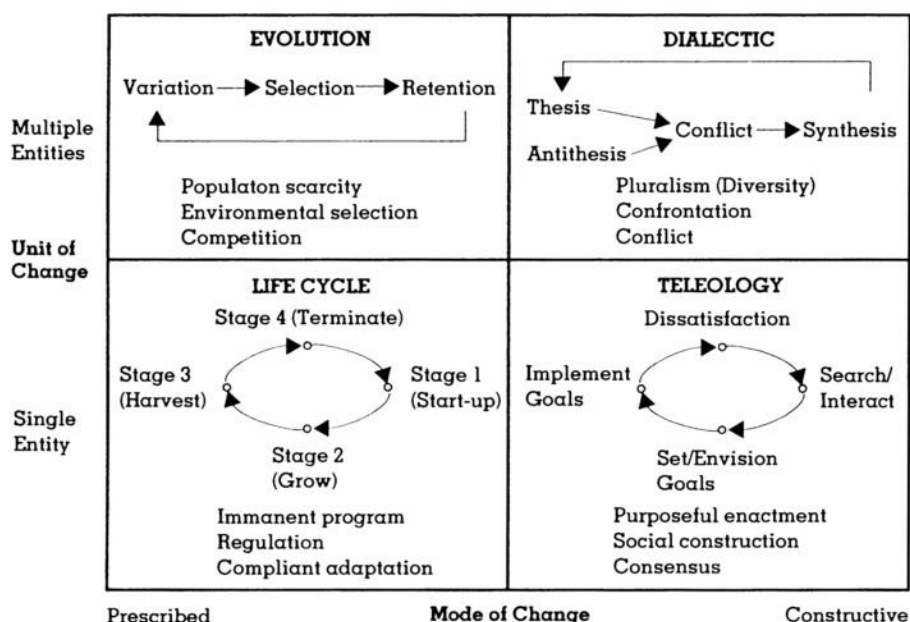 EVOLUTION
Variation Selection Retention
Populaton scarcity
Environmental selection
Competition
DIALECTIC
Thesis
Antithesis
Conflict Synthesis
Pluralism (Diversity)
Confrontation
Conflict
Multiple
Entities
Unit of
Change
Single
Entity
LIFE CYCLE
Stage 4 (Terminate)
Stage 3
(Harvest)
Stage 1
(Start-up)
Stage 2
(Grow)
Immanent program
Regulation
Compliant adaptation
TELEOLOGY
Dissatisfaction
Implement
Goals
Search/
Interact
Set/Envision
Goals
Purposeful enactment
Social construction
Consensus
Prescribed Mode of Change Constructive